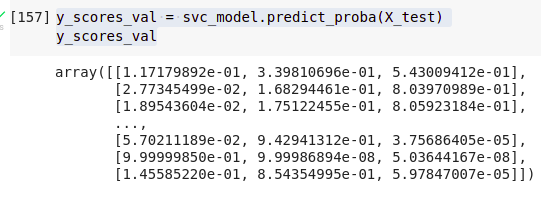 [157] y_scores_val = svc_model.predict_proba(X_test)
y_scores_val
array([[1.17179892e-01, 3.39810696e-01, 5.43009412e-01],
[2.77345499e-02, 1.68294461e-01, 8.03970989e-01],
[1.89543604e-02, 1.75122455e-01, 8.05923184e-01],
...,
[5.70211189e-02, 9.42941312e-01, 3.75686405e-05],
[9.99999850e-01, 9.99986894e-08, 5.03644167e-08],
[1.45585220e-01, 8.54354995e-01, 5.97847007e-05]])